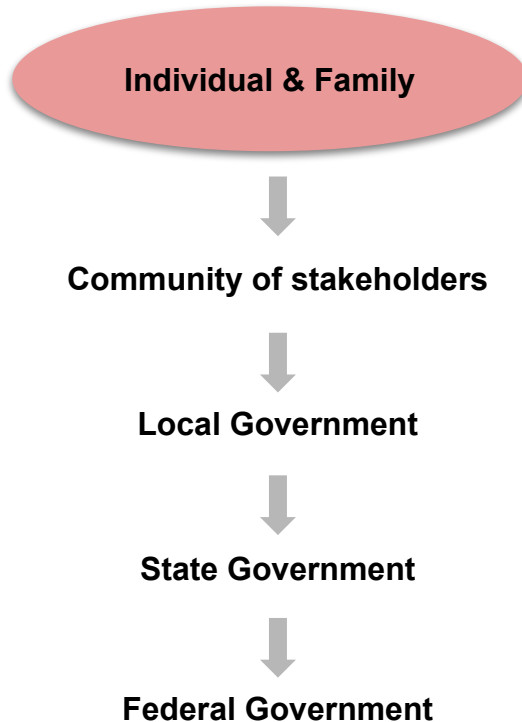 Individual & Family
Community of stakeholders
Local Government
State Government
Federal Government